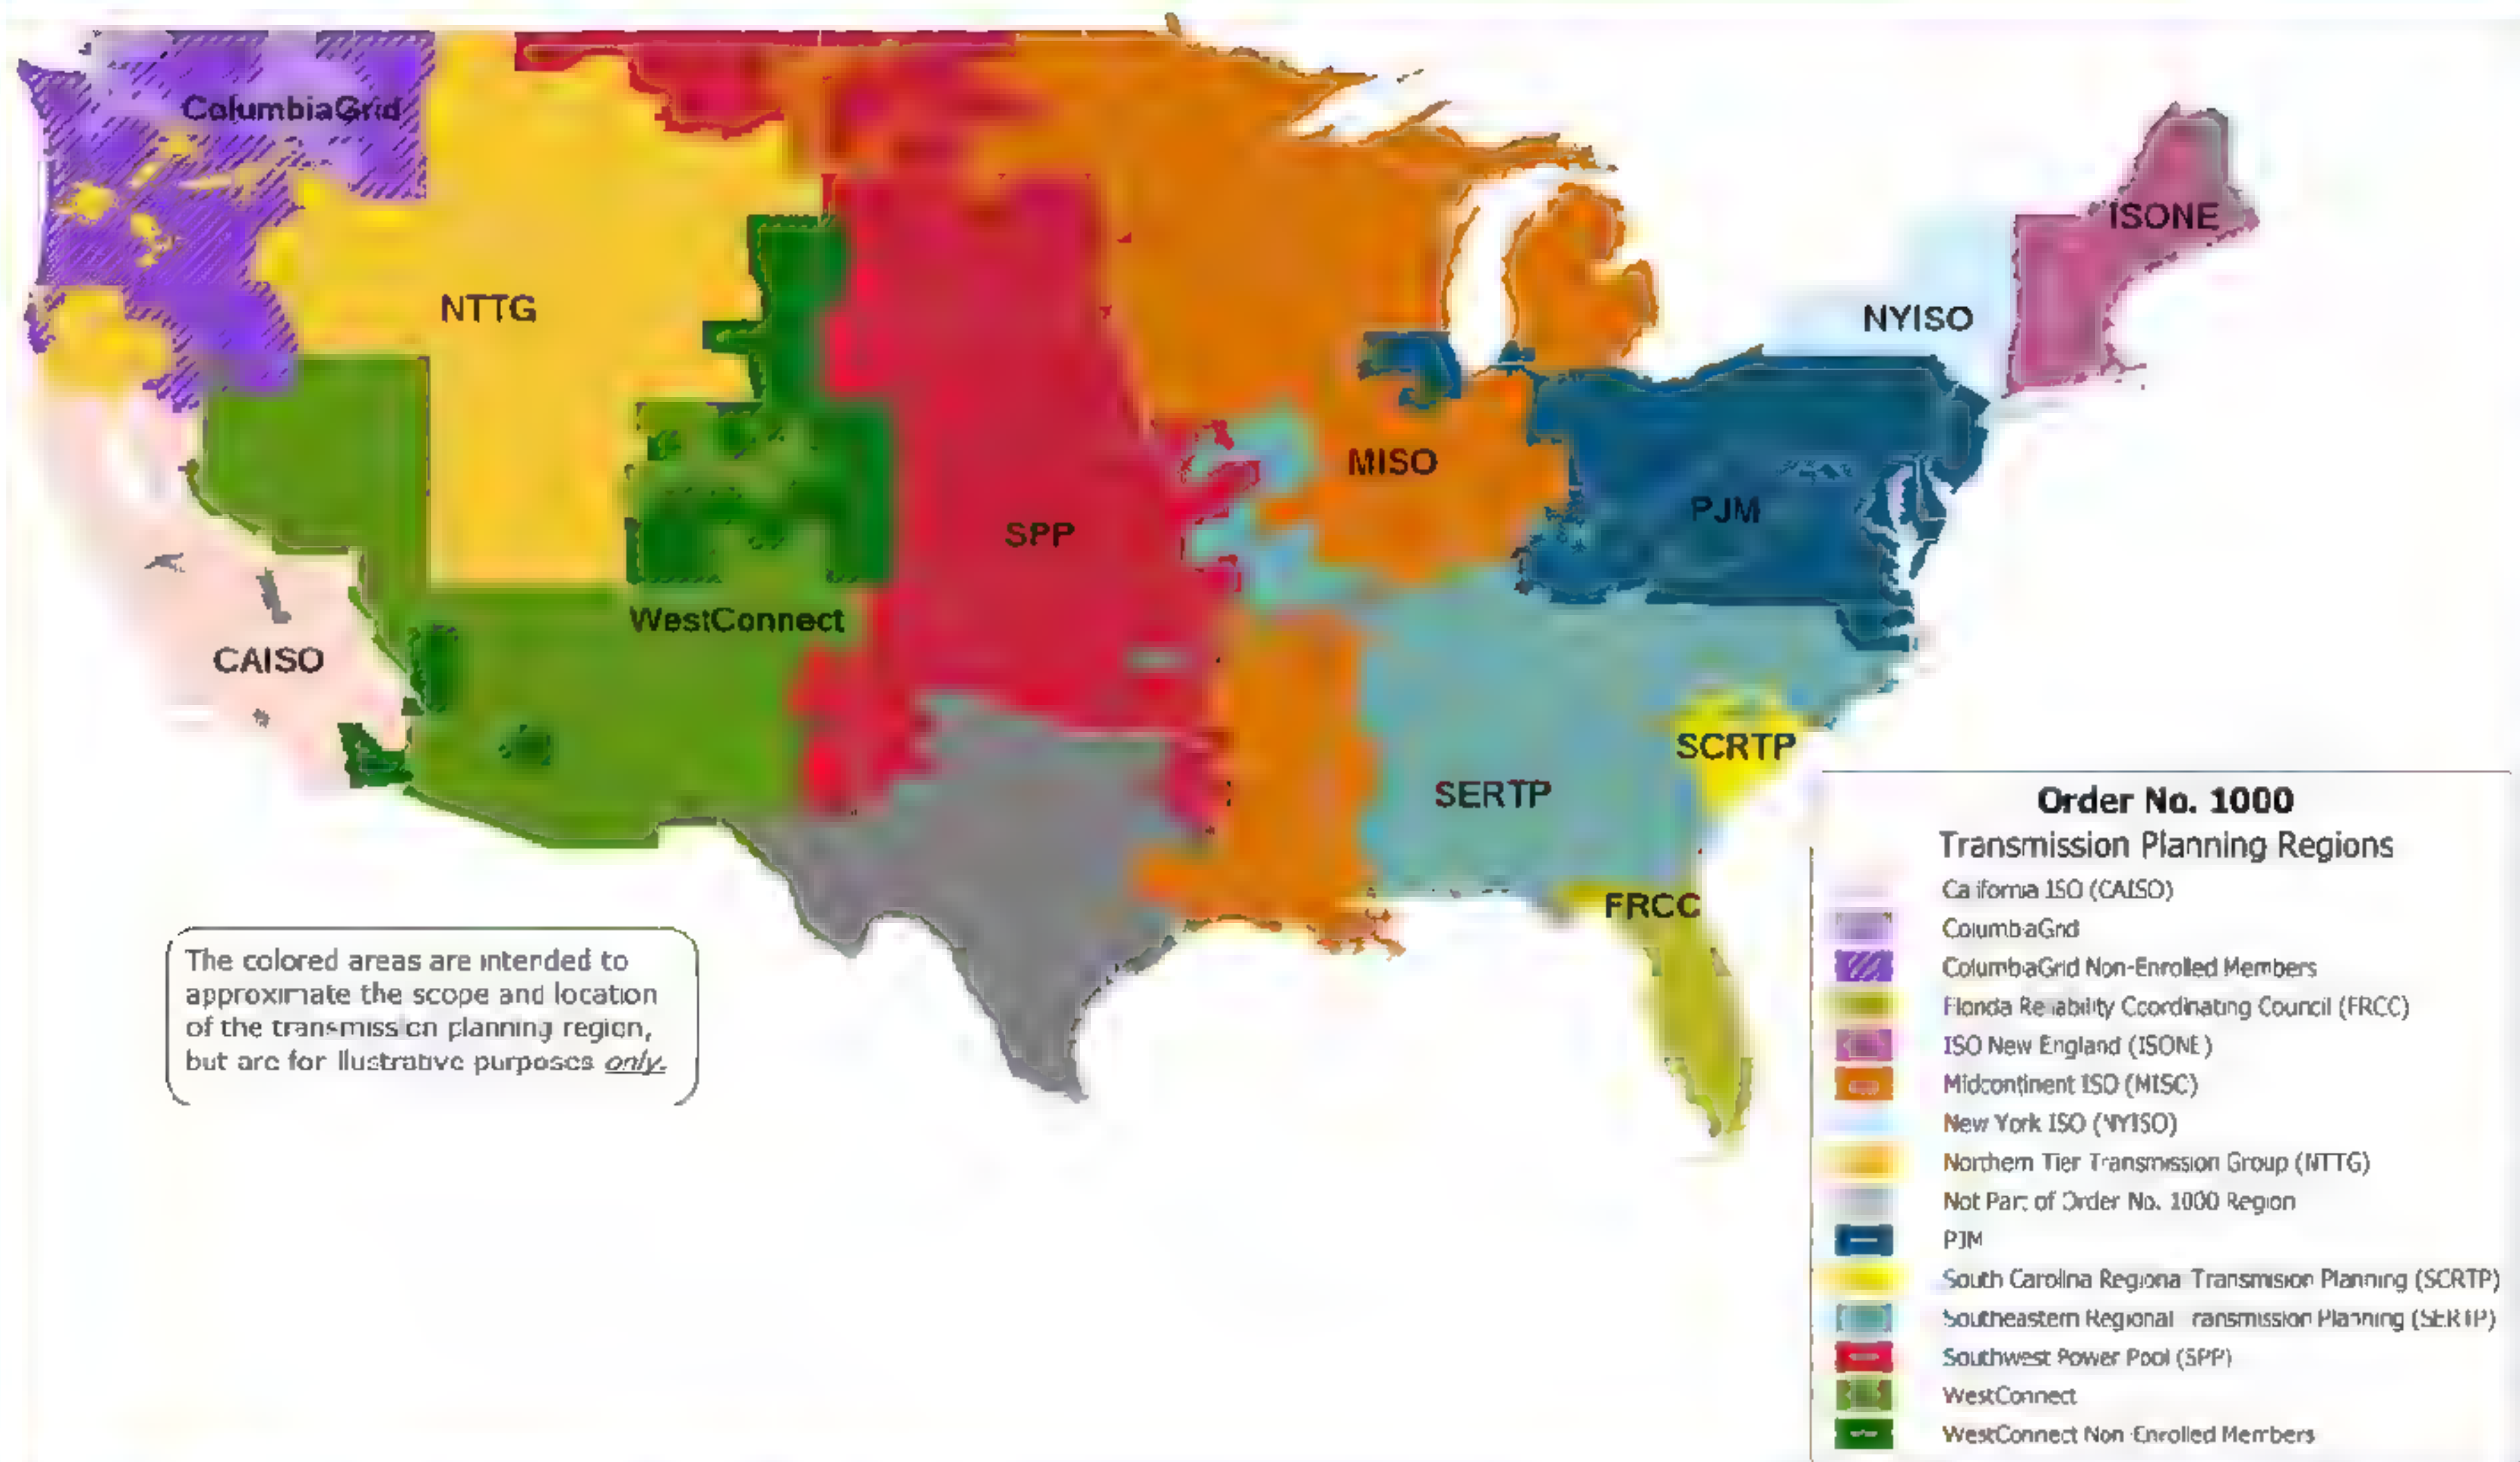 ColumbiaGrid
ISONE
NTTG
NYISO
MISO
PJM
SPP
WestConnect
CAISO
SCRTP
SERTP
FRCC
The colored areas are intended to
approximate the scope and location
of the transmission planning region,
but are for illustrative purposes only.
Order No. 1000
Transmission Planning Regions
California ISO (CAISO)
ColumbiaGrid
ColumbiaGrid Non-Enrolled Members
Florida Reliability Coordinating Council (FRCC)
ISO New England (ISONE)
Midcontinent ISO (MISO)
New York ISO (NYISO)
Northern Tier Transmission Group (NTTG)
Not Part of Order No. 1000 Region
PJM
South Carolina Regional Transmision Planning (SCRTP)
Southeastern Regional Transmission Planning (SERTP)
Southwest Power Pool (SPP)
WestConnect
WestConnect Non-Enrolled Members